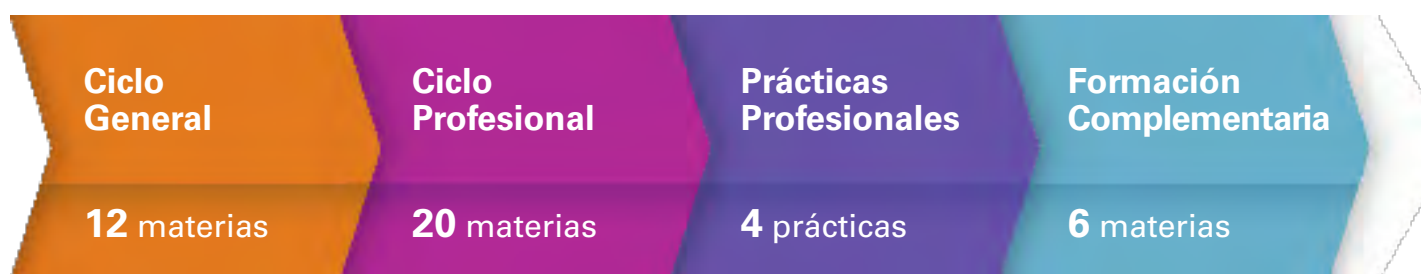 Ciclo
General
12 materias
Ciclo
Profesional
20 materias
Prácticas
Profesionales
4 prácticas
Formación
Complementaria
6 materias